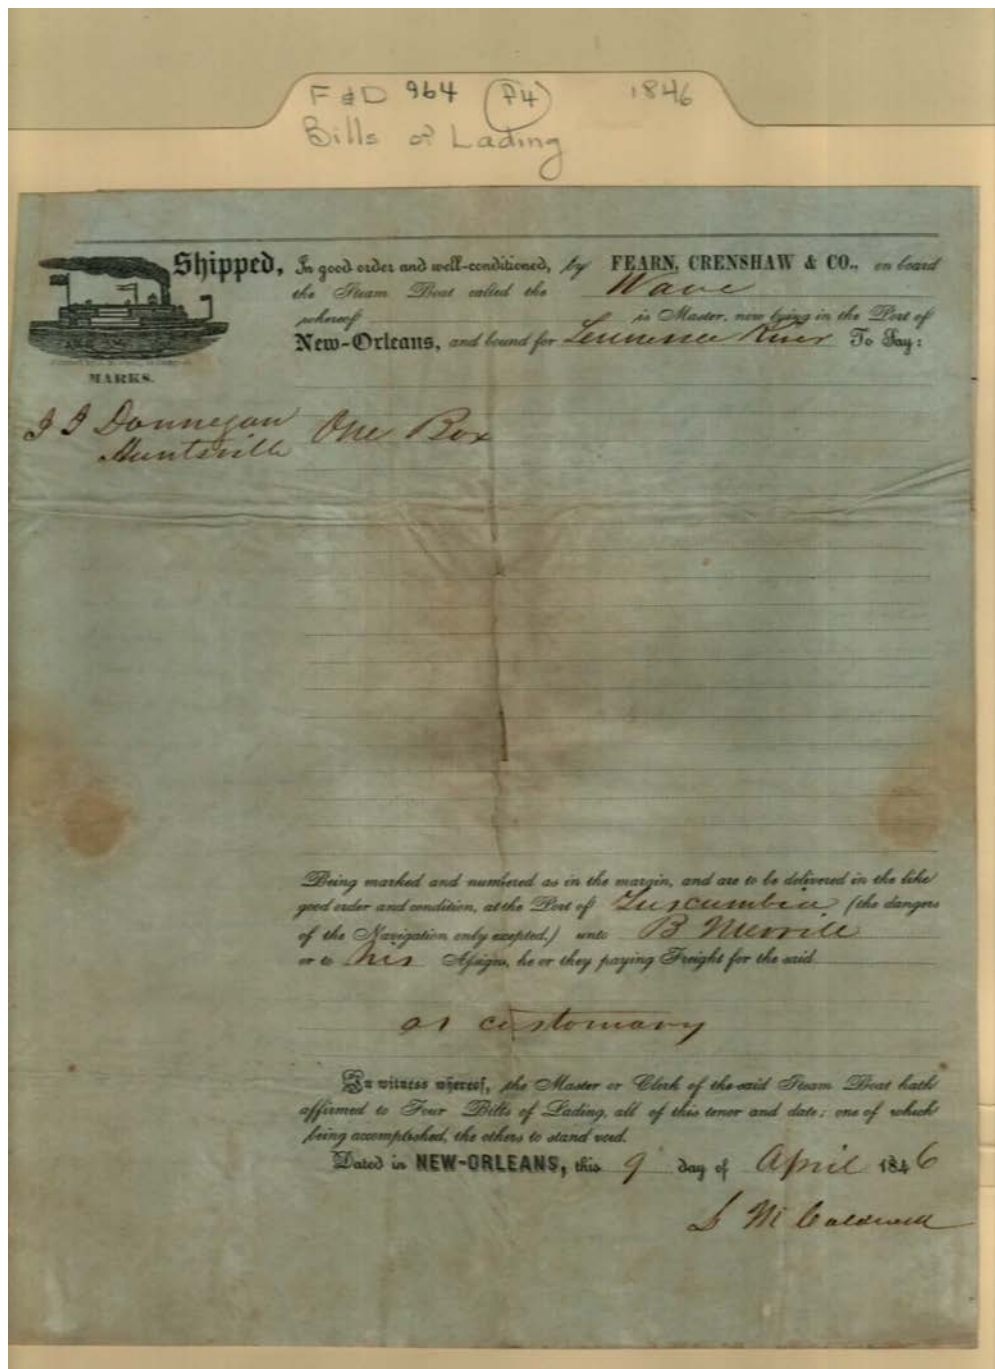 F & D 964 P4 1846
Bills of Lading
Shipped, In good order and well-conditioned, by FEARN, CRENSHAW & CO., on board
the Steam Boat called the Wave
whereof is Master, now lying in the Port of
New-Orleans, and bound for Tennessee River To Say:
MARKS.
J J Donnegan One Box
Huntsville
Being marked and numbered as in the margin, and are to be delivered in the like
good order and condition, at the Port of Tuscumbia (the dangers
of the Navigation only exepted.) unto B Merrill
or to his Assigns, he or they paying Freight for the said
as customary
In witness whereof, the Master or Clerk of the said Steam Boat hath
affirmed to Four Bills of Lading, all of this tenor and date; one of which
being accomplished, the others to stand void.
Dated in NEW-ORLEANS, this 9 day of April 1846
S M Caldwell